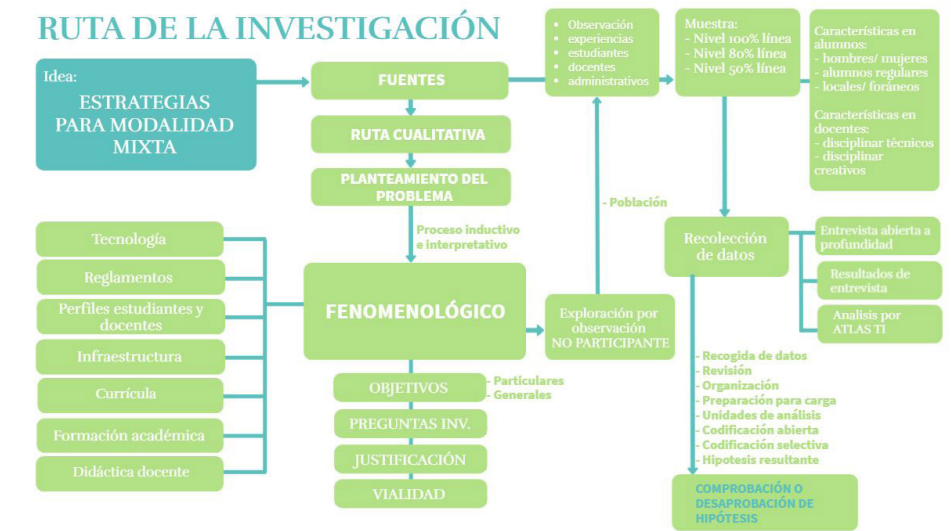 RUTA DE LA INVESTIGACIÓN
Idea:
ESTRATEGIAS
PARA MODALIDAD
MIXTA
FUENTES
RUTA CUALITATIVA
PLANTEAMIENTO DEL
PROBLEMA
Proceso inductivo
e interpretativo
FENOMENOLÓGICO
Tecnología
Reglamentos
Perfiles estudiantes y
docentes
Infraestructura
Currícula
Formación académica
Didáctica docente
OBJETIVOS
- Particulares
- Generales
PREGUNTAS INV.
JUSTIFICACIÓN
VIALIDAD
Exploración por
observación
NO PARTICIPANTE
- Población
• Observación
• experiencias
• estudiantes
• docentes
• administrativos
Muestra:
- Nivel 100% línea
- Nivel 80% línea
- Nivel 50% línea
Características en
alumnos:
- hombres/ mujeres
- alumnos regulares
- locales/ foráneos
Características en
docentes:
- disciplinar técnicos
- disciplinar
creativos
Recolección
de datos
Entrevista abierta a
profundidad
Resultados de
entrevista
Analisis por
ATLAS TI
- Recogida de datos
- Revisión
- Organización
- Preparación para carga
- Unidades de análisis
- Codificación abierta
- Codificación selectiva
- Hipotesis resultante
COMPROBACIÓN O
DESAPROBACIÓN DE
HIPÓTESIS